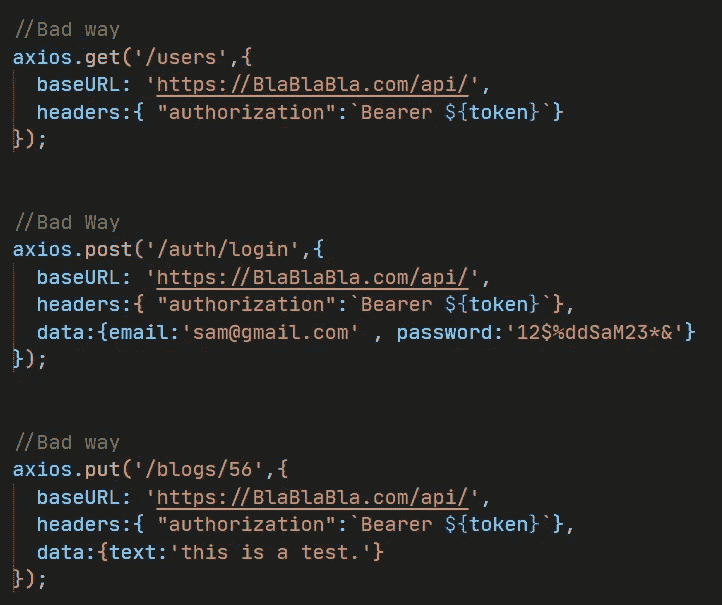 //Bad way
axios.get('/users',{
  baseURL: 'https://BlaBlaBla.com/api/',
  headers:{ "authorization":`Bearer ${token}`}
});
//Bad Way
axios.post('/auth/login',{
  baseURL: 'https://BlaBlaBla.com/api/',
  headers:{ "authorization":`Bearer ${token}`},
  data:{email:'sam@gmail.com' , password:'12$%ddSaM23*&'}
});
//Bad way
axios.put('/blogs/56',{
  baseURL: 'https://BlaBlaBla.com/api/',
  headers:{ "authorization":`Bearer ${token}`},
  data:{text:'this is a test.'}
});